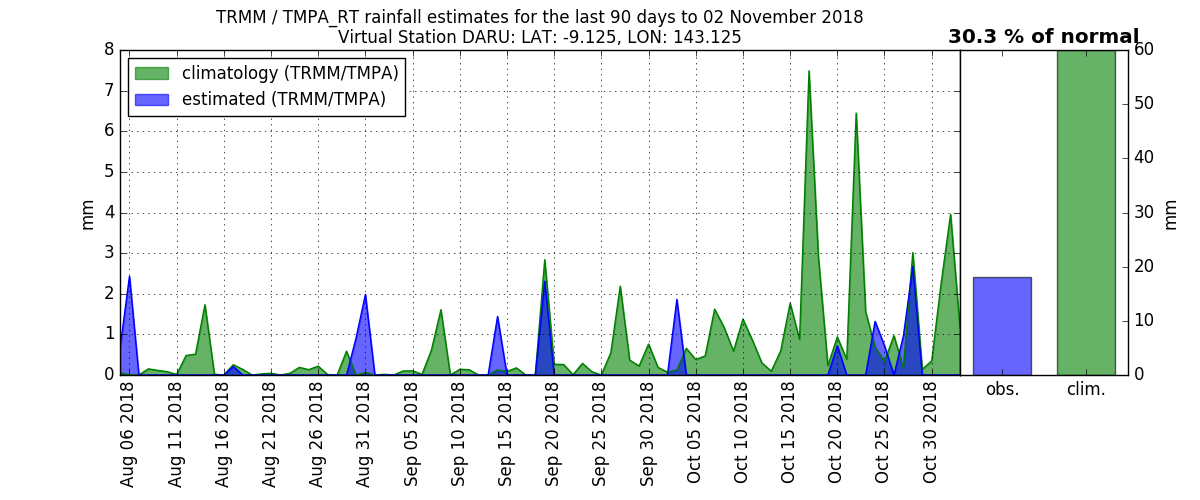 TRMM / TMPA_RT rainfall estimates for the last 90 days to 02 November 2018
Virtual Station DARU: LAT: -9.125, LON: 143.125
30.3 % of normal
climatology (TRMM/TMPA)
estimated (TRMM/TMPA)
8
7
6
5
4
3
2
1
0
mm
Aug 06 2018
Aug 11 2018
Aug 16 2018
Aug 21 2018
Aug 26 2018
Aug 31 2018
Sep 05 2018
Sep 10 2018
Sep 15 2018
Sep 20 2018
Sep 25 2018
Sep 30 2018
Oct 05 2018
Oct 10 2018
Oct 15 2018
Oct 20 2018
Oct 25 2018
Oct 30 2018
obs.
clim.
60
50
40
30
20
10
0
mm